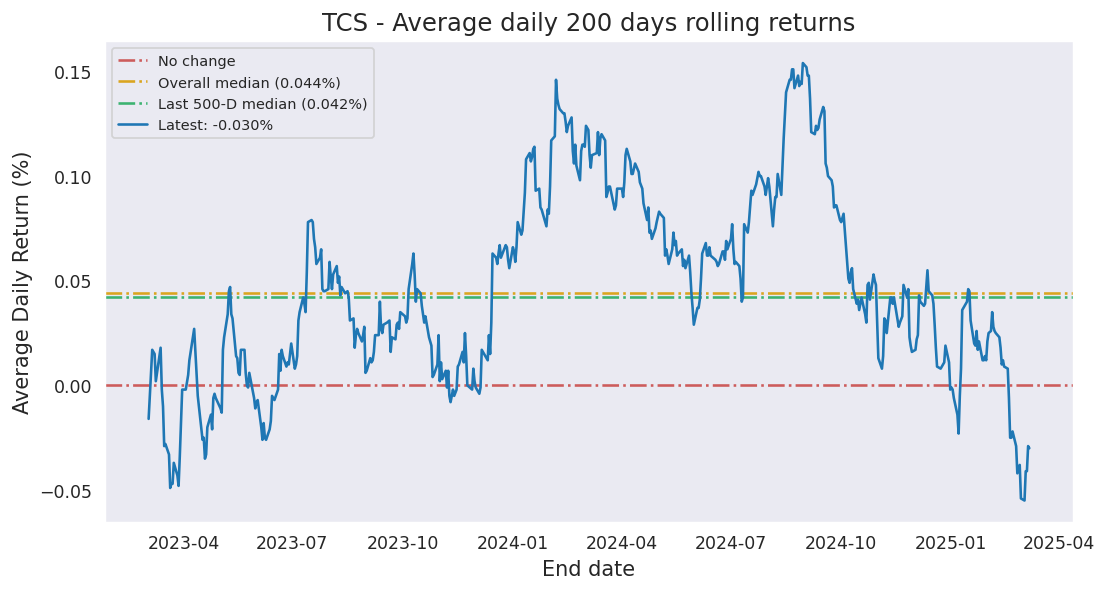 TCS - Average daily 200 days rolling returns
No change
Overall median (0.044%)
Last 500-D median (0.042%)
Latest: -0.030%
Average Daily Return (%)
0.15
0.10
0.05
0.00
−0.05
2023-04 2023-07 2023-10 2024-01 2024-04 2024-07 2024-10 2025-01 2025-04
End date